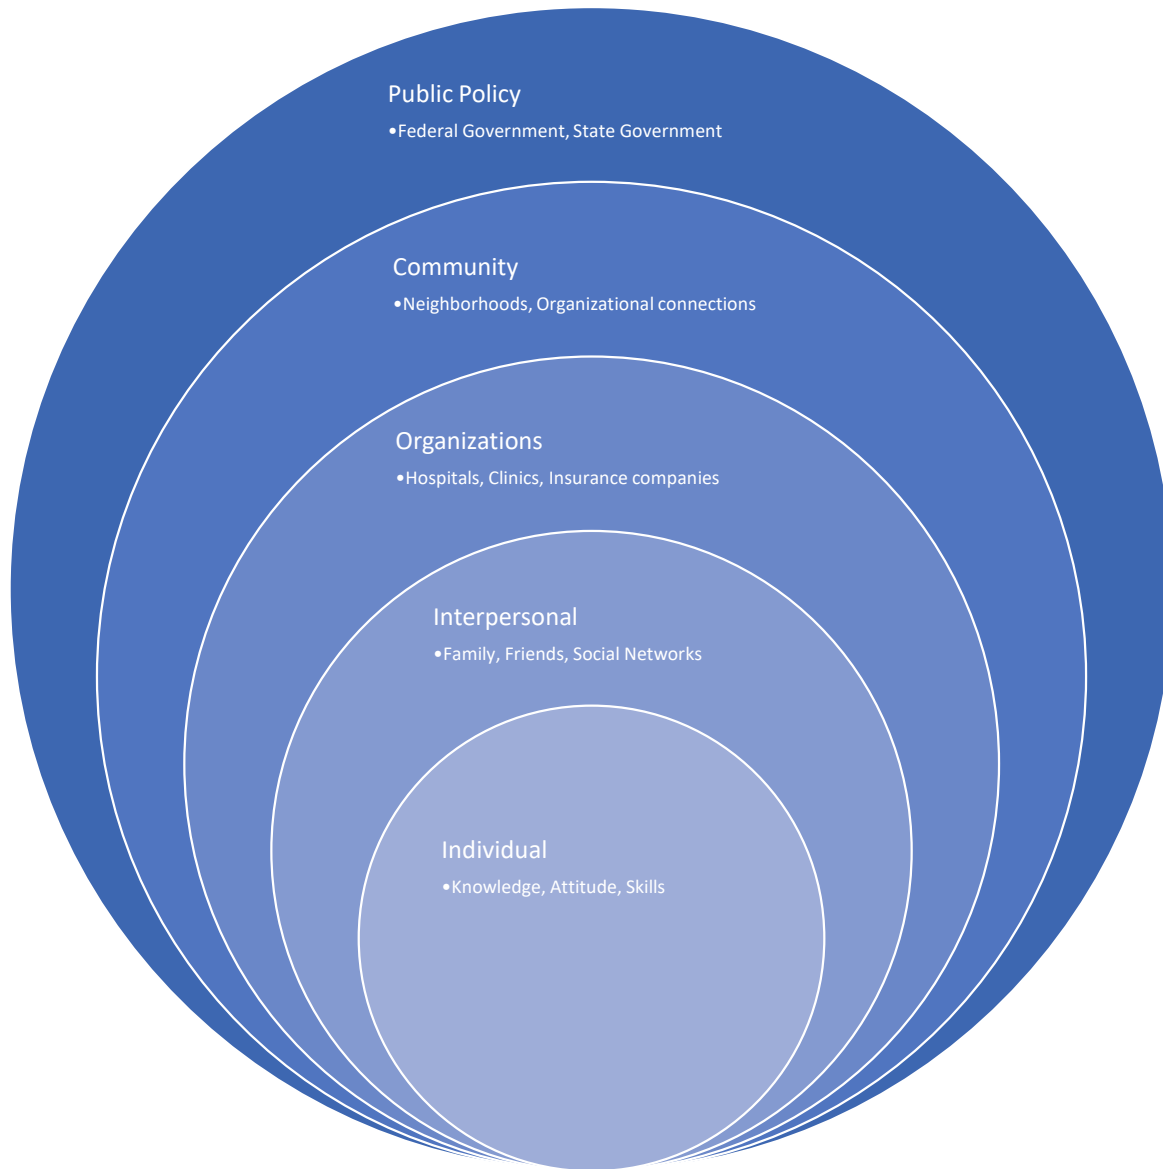 Public Policy
•Federal Government, State Government
Community
•Neighborhoods, Organizational connections
Organizations
•Hospitals, Clinics, Insurance companies
Interpersonal
•Family, Friends, Social Networks
Individual
•Knowledge, Attitude, Skills